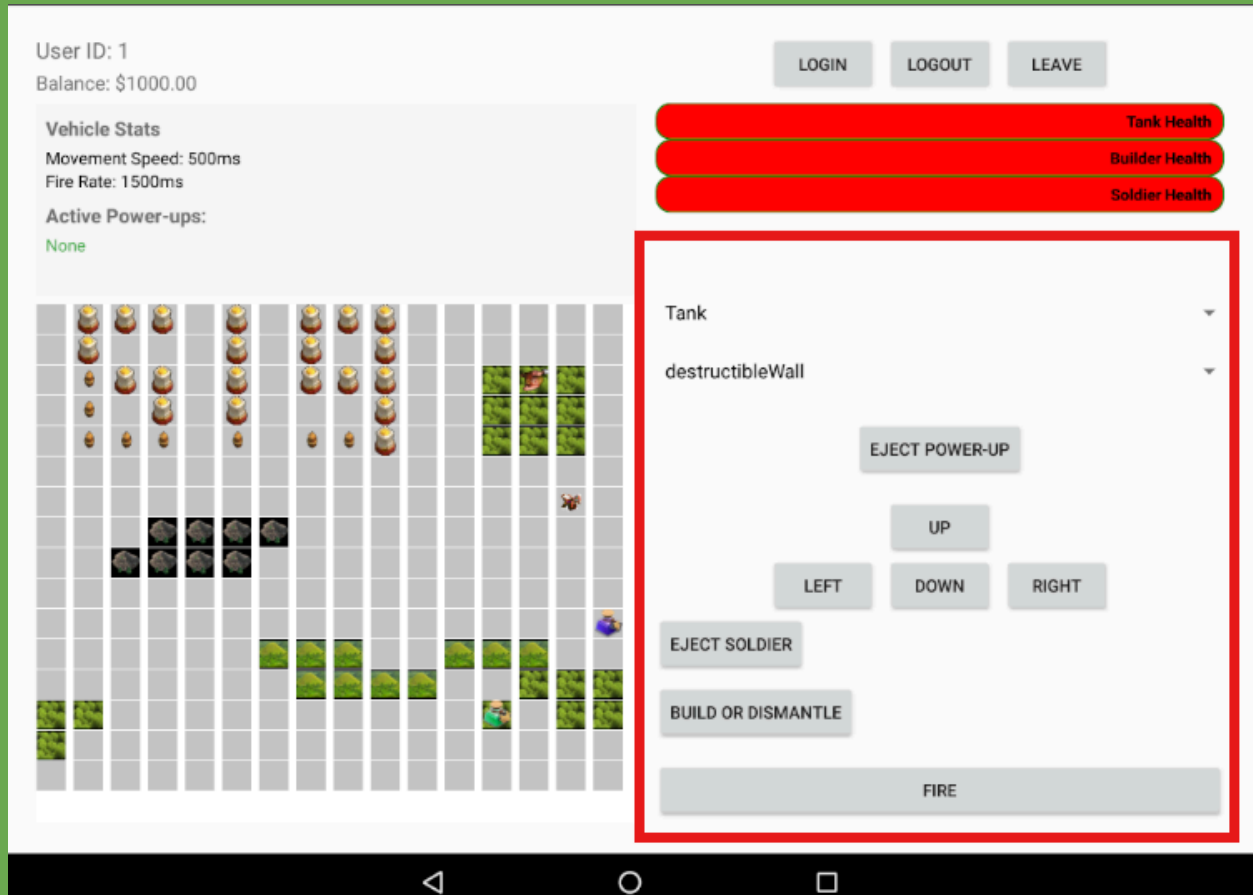 User ID: 1
Balance: $1000.00
LOGIN LOGOUT LEAVE
Vehicle Stats
Movement Speed: 500ms
Fire Rate: 1500ms
Active Power-ups:
None
Tank Health
Builder Health
Soldier Health
Tank
destructibleWall
EJECT POWER-UP
UP
LEFT DOWN RIGHT
EJECT SOLDIER
BUILD OR DISMANTLE
FIRE